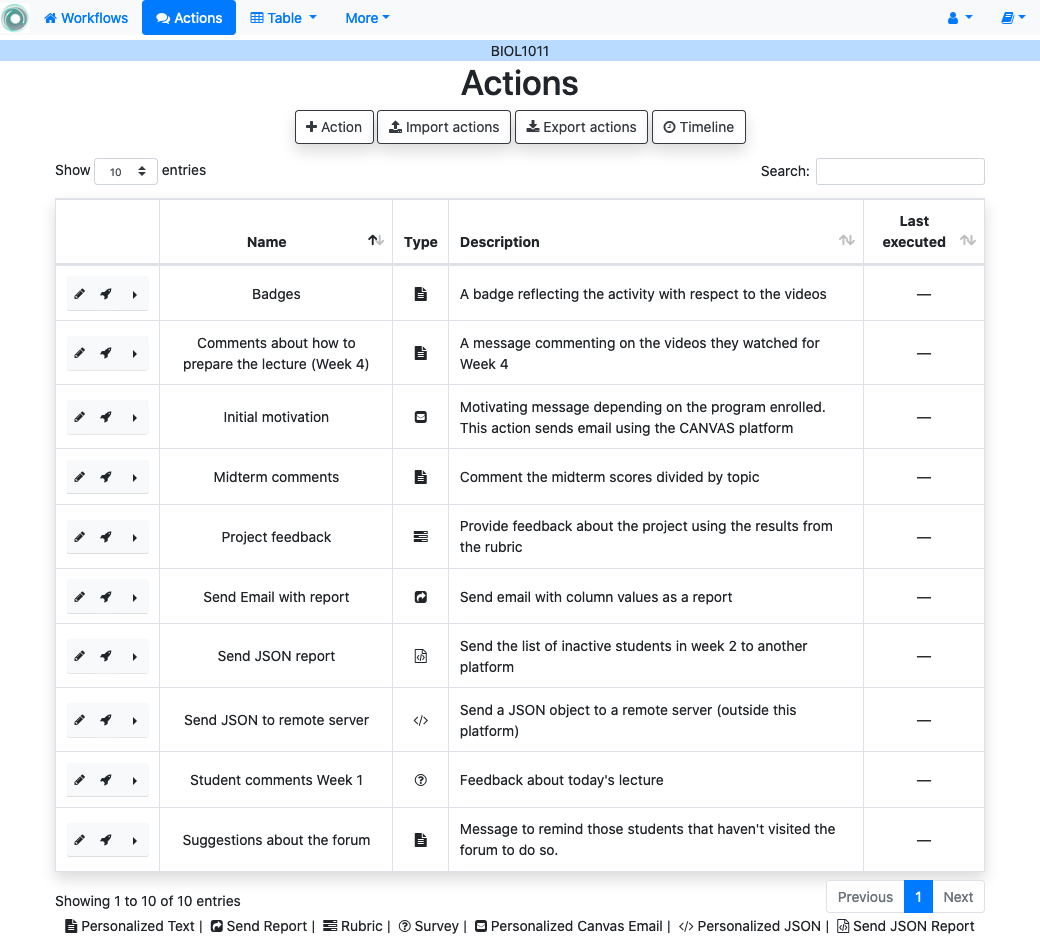 Workflows Actions Table More
BIOL1011
Actions
Action Import actions Export actions Timeline
Show 10 entries Search:
Last
Name Type Description executed
Badges A badge reflecting the activity with respect to the videos —
Comments about how to A message commenting on the videos they watched for
prepare the lecture (Week 4) Week 4 —
Initial motivation Motivating message depending on the program enrolled.
This action sends email using the CANVAS platform —
Midterm comments Comment the midterm scores divided by topic —
Project feedback Provide feedback about the project using the results from
the rubric —
Send Email with report Send email with column values as a report —
Send JSON report Send the list of inactive students in week 2 to another
platform —
Send JSON to remote server Send a JSON object to a remote server (outside this
platform) —
Student comments Week 1 Feedback about today's lecture —
Suggestions about the forum Message to remind those students that haven't visited the
forum to do so. —
Showing 1 to 10 of 10 entries Previous 1 Next
Personalized Text | Send Report | Rubric | Survey | Personalized Canvas Email | </> Personalized JSON | Send JSON Report